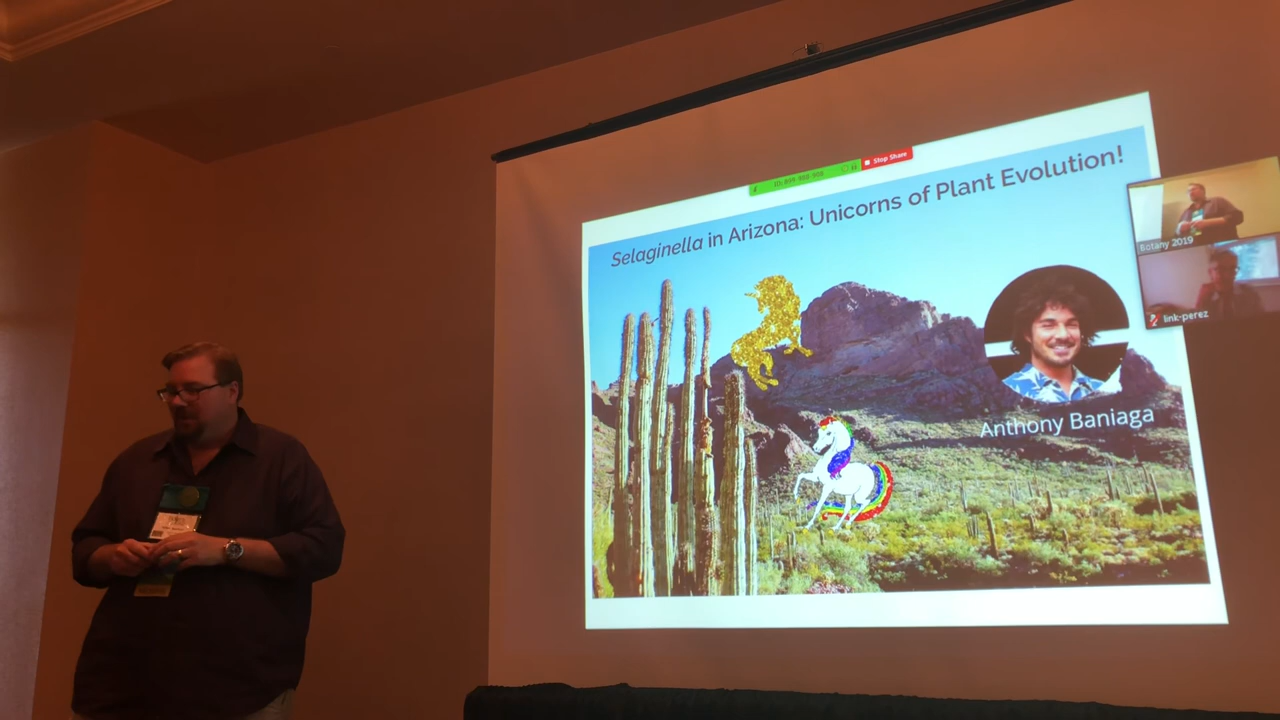 Stop Share
Selaginella in Arizona: Unicorns of Plant Evolution!
Botany 2019
link-perez
Anthony Baniaga